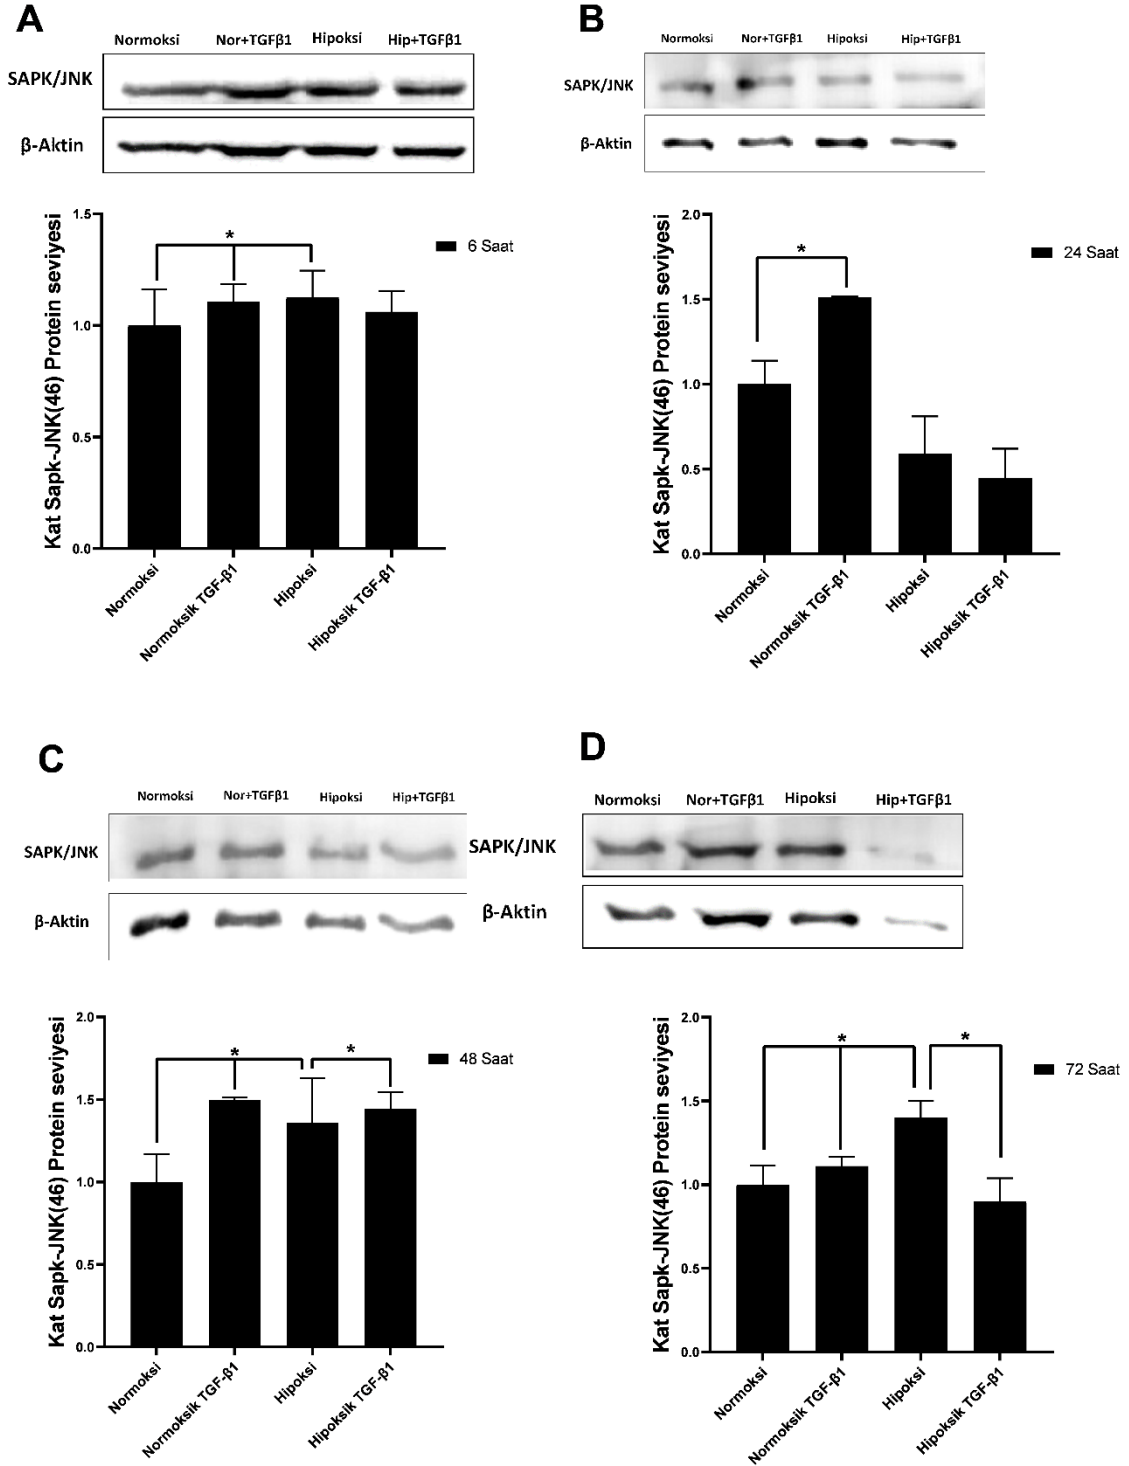 A
Normoksi Nor+TGFβ1 Hipoksi Hip+TGFβ1
SAPK/JNK
β-Aktin
Kat Sapk-JNK(46) Protein seviyesi
1.5
1.0
0.5
0.0
*
6 Saat
Normoksi
Normoksik TGF-β1
Hipoksi
Hipoksik TGF-β1
B
Normoksi Nor+TGFβ1 Hipoksi Hip+TGFβ1
SAPK/JNK
β-Aktin
Kat Sapk-JNK(46) Protein seviyesi
2.0
1.5
1.0
0.5
0.0
*
24 Saat
Normoksi
Normoksik TGF-β1
Hipoksi
Hipoksik TGF-β1
C
Normoksi Nor+TGFβ1 Hipoksi Hip+TGFβ1
SAPK/JNK
β-Aktin
Kat Sapk-JNK(46) Protein seviyesi
2.0
1.5
1.0
0.5
0.0
* *
48 Saat
Normoksi
Normoksik TGF-β1
Hipoksi
Hipoksik TGF-β1
D
Normoksi Nor+TGFβ1 Hipoksi Hip+TGFβ1
SAPK/JNK
β-Aktin
Kat Sapk-JNK(46) Protein seviyesi
2.0
1.5
1.0
0.5
0.0
* *
72 Saat
Normoksi
Normoksik TGF-β1
Hipoksi
Hipoksik TGF-β1